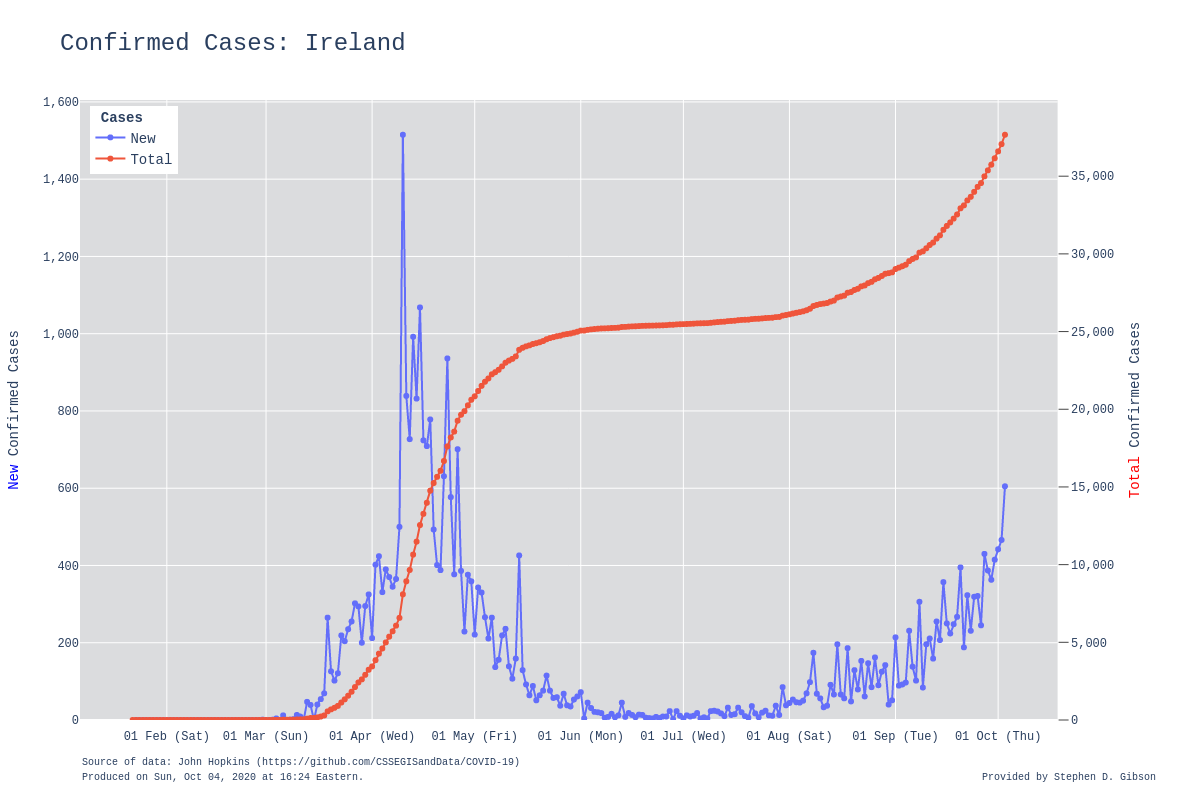 Confirmed Cases: Ireland
Cases
New
Total
1,600
1,400
1,200
1,000
800
600
400
200
0
New Confirmed Cases
35,000
30,000
25,000
20,000
15,000
10,000
5,000
0
Total Confirmed Cases
01 Feb (Sat) 01 Mar (Sun) 01 Apr (Wed) 01 May (Fri) 01 Jun (Mon) 01 Jul (Wed) 01 Aug (Sat) 01 Sep (Tue) 01 Oct (Thu)
Source of data: John Hopkins (https://github.com/CSSEGISandData/COVID-19)
Produced on Sun, Oct 04, 2020 at 16:24 Eastern.
Provided by Stephen D. Gibson